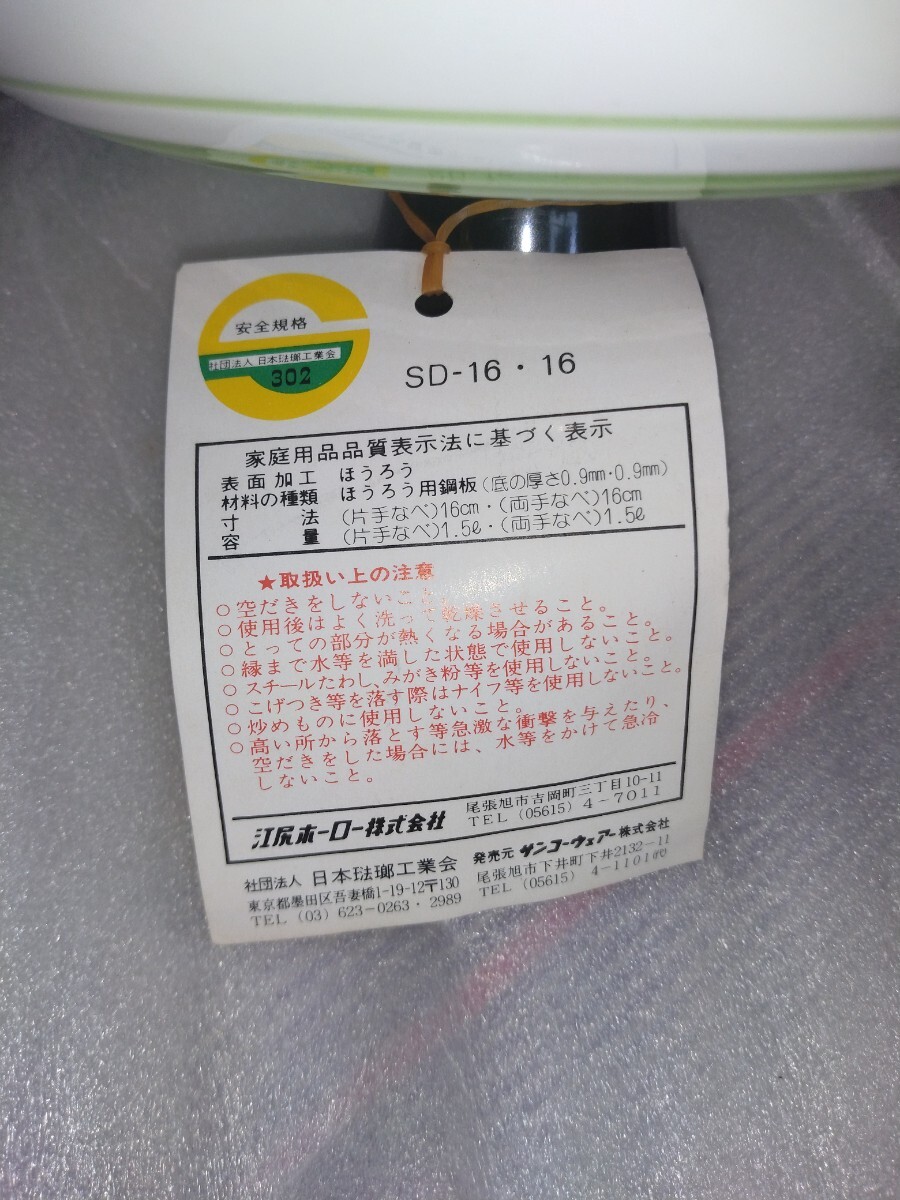 安全規格
社団法人 日本琺瑯工業会
302
SD-16・16
家庭用品品質表示法に基づく表示
表面加工 ほうろう
材料の種類 ほうろう用鋼板(底の厚さ0.9mm・0.9mm)
寸法 (片手なべ)16cm・(両手なべ)16cm
容量 (片手なべ)1.5ℓ・(両手なべ)1.5ℓ
★取扱い上の注意
○空だきをしないこと。
○使用後はよく洗って乾燥させること。
○とっての部分が熱くなる場合があること。
○縁まで水等を満した状態で使用しないこと。
○スチールたわし、みがき粉等を使用しないこと。
○こげつき等を落す際はナイフ等を使用しないこと。
○炒めものに使用しないこと。
○高い所から落とす等急激な衝撃を与えたり、
空だきをした場合には、水等をかけて急冷
しないこと。
江尻ホーロー株式会社
尾張旭市吉岡町三丁目10-11
TEL (05615) 4-7011
社団法人 日本琺瑯工業会
東京都墨田区吾妻橋1-19-12〒130
TEL (03) 623-0263・2989
発売元 サンコーウェアー株式会社
尾張旭市下井町下井2132-11
TEL (05615) 4-1101㈹